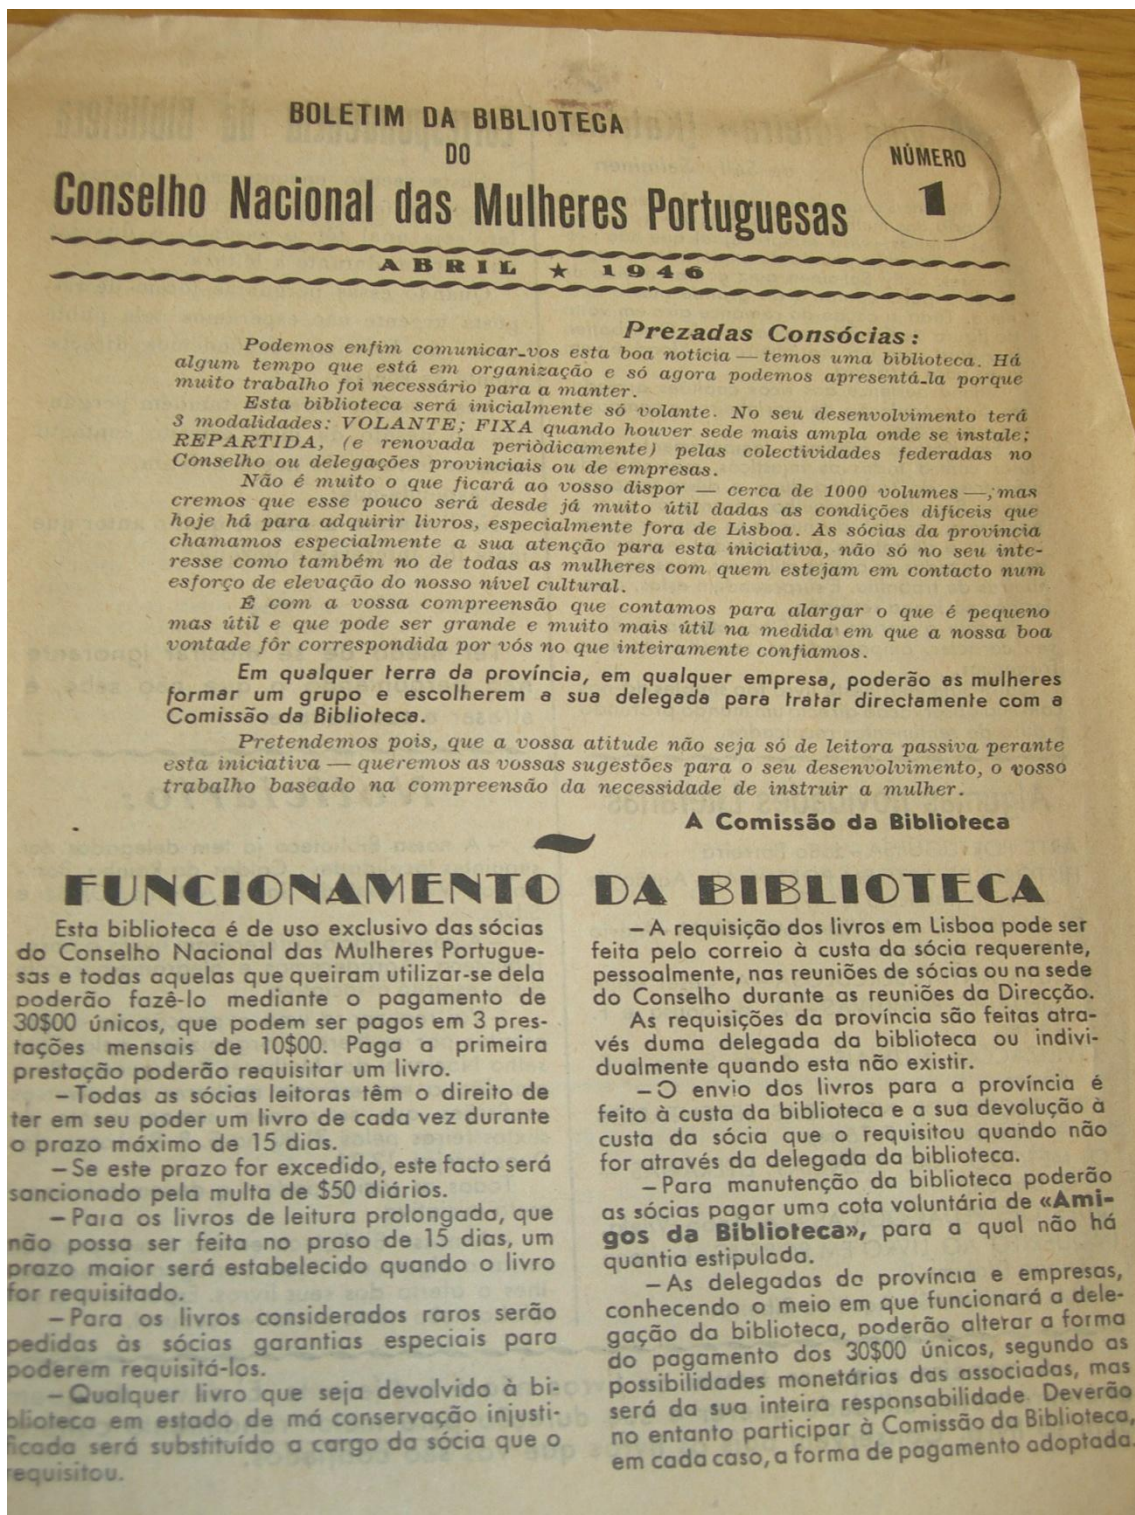 BOLETIM DA BIBLIOTECA
DO
Conselho Nacional das Mulheres Portuguesas
NÚMERO
1
ABRIL ★ 1946
Prezadas Consócias:
Podemos enfim comunicar-vos esta boa notícia — temos uma biblioteca. Há
algum tempo que está em organização e só agora podemos apresentá-la porque
muito trabalho foi necessário para a manter.
Esta biblioteca será inicialmente só volante. No seu desenvolvimento terá
3 modalidades: VOLANTE; FIXA quando houver sede mais ampla onde se instale;
REPARTIDA, (e renovada periòdicamente) pelas colectividades federadas no
Conselho ou delegações provinciais ou de empresas.
Não é muito o que ficará ao vosso dispor — cerca de 1000 volumes —, mas
cremos que esse pouco será desde já muito útil dadas as condições difíceis que
hoje há para adquirir livros, especialmente fora de Lisboa. Às sócias da província
chamamos especialmente a sua atenção para esta iniciativa, não só no seu inte-
resse como também no de todas as mulheres com quem estejam em contacto num
esforço de elevação do nosso nível cultural.
É com a vossa compreensão que contamos para alargar o que é pequeno
mas útil e que pode ser grande e muito mais útil na medida em que a nossa boa
vontade fôr correspondida por vós no que inteiramente confiamos.
Em qualquer terra da província, em qualquer empresa, poderão as mulheres
formar um grupo e escolherem a sua delegada para tratar directamente com a
Comissão da Biblioteca.
Pretendemos pois, que a vossa atitude não seja só de leitora passiva perante
esta iniciativa — queremos as vossas sugestões para o seu desenvolvimento, o vosso
trabalho baseado na compreensão da necessidade de instruir a mulher.
A Comissão da Biblioteca
FUNCIONAMENTO DA BIBLIOTECA
Esta biblioteca é de uso exclusivo das sócias
do Conselho Nacional das Mulheres Portugue-
sas e todas aquelas que queiram utilizar-se dela
poderão fazê-lo mediante o pagamento de
30$00 únicos, que podem ser pagos em 3 pres-
tações mensais de 10$00. Paga a primeira
prestação poderão requisitar um livro.
— Todas as sócias leitoras têm o direito de
ter em seu poder um livro de cada vez durante
o prazo máximo de 15 dias.
— Se este prazo for excedido, este facto será
sancionado pela multa de $50 diários.
— Para os livros de leitura prolongada, que
não possa ser feita no praso de 15 dias, um
prazo maior será estabelecido quando o livro
for requisitado.
— Para os livros considerados raros serão
pedidas às sócias garantias especiais para
poderem requisitá-los.
— Qualquer livro que seja devolvido à bi-
blioteca em estado de má conservação injusti-
ficada será substituído a cargo da sócia que o
requisitou.
— A requisição dos livros em Lisboa pode ser
feita pelo correio à custa da sócia requerente,
pessoalmente, nas reuniões de sócias ou na sede
do Conselho durante as reuniões da Direcção.
As requisições da província são feitas atra-
vés duma delegada da biblioteca ou indivi-
dualmente quando esta não existir.
— O envio dos livros para a província é
feito à custa da biblioteca e a sua devolução à
custa da sócia que o requisitou quando não
for através da delegada da biblioteca.
— Para manutenção da biblioteca poderão
as sócias pagar uma cota voluntária de «Ami-
gos da Biblioteca», para a qual não há
quantia estipulada.
— As delegadas da província e empresas,
conhecendo o meio em que funcionará a dele-
gação da biblioteca, poderão alterar a forma
do pagamento dos 30$00 únicos, segundo as
possibilidades monetárias das associadas, mas
será da sua inteira responsabilidade. Deverão
no entanto participar à Comissão da Biblioteca,
em cada caso, a forma de pagamento adoptada.